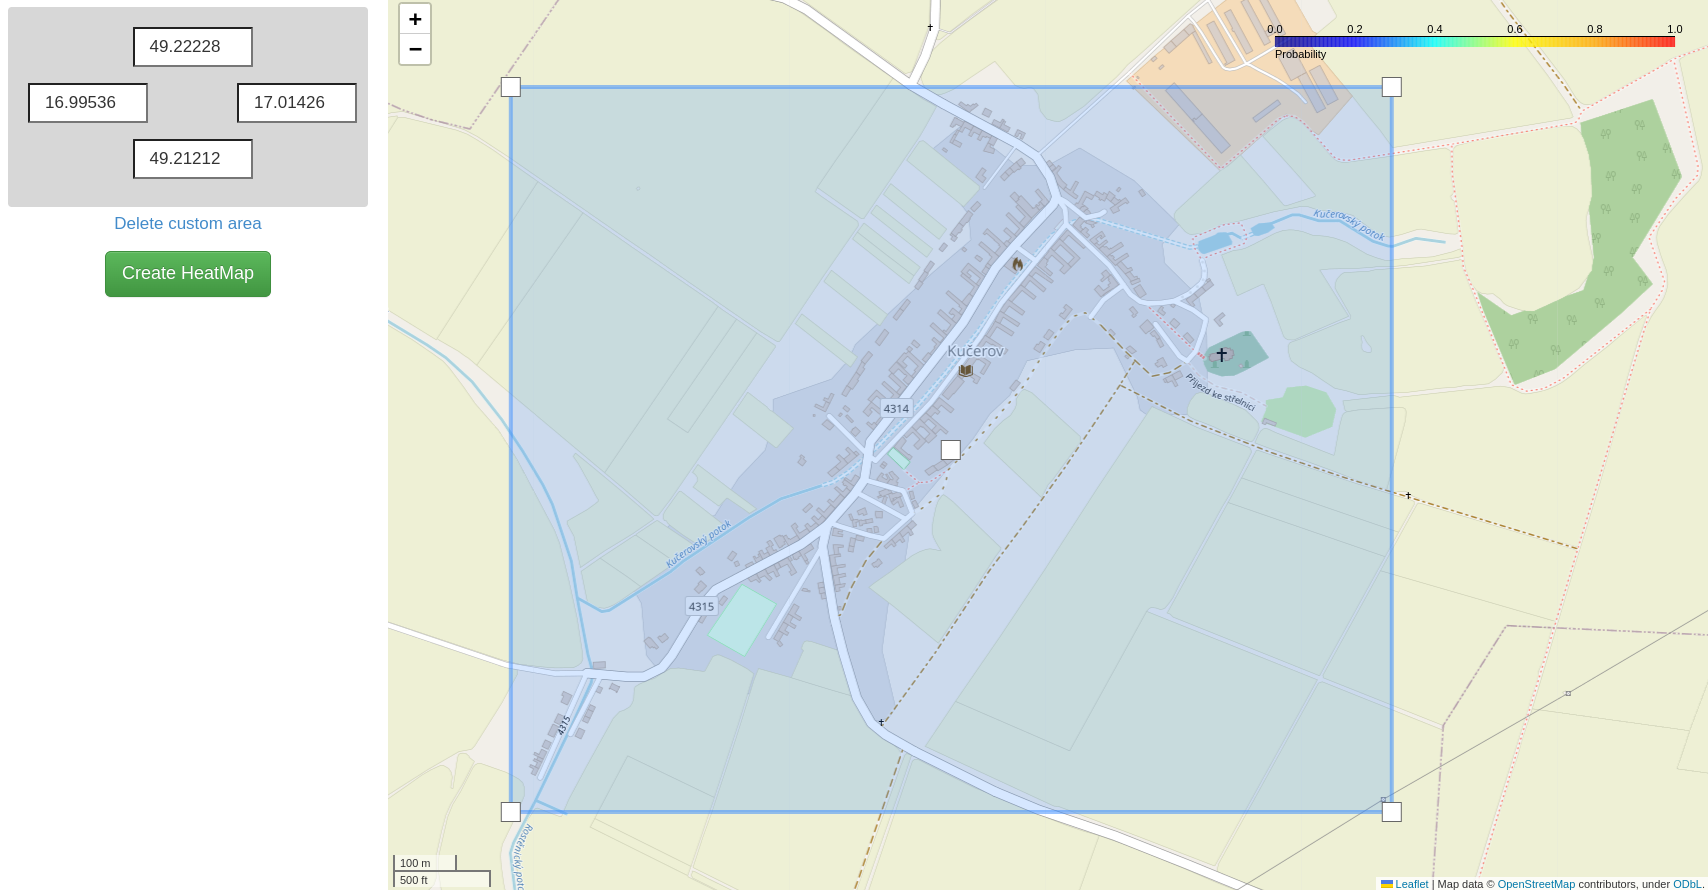 49.22228
16.99536
17.01426
49.21212
Delete custom area
Create HeatMap
+
−
0.0 0.2 0.4 0.6 0.8 1.0
Probability
Kučerovský potok
Kučerov
Příjezd ke střelnici
4314
Kučerovský potok
4315
4315
Rostěnický poto
100 m
500 ft
Leaflet | Map data © OpenStreetMap contributors, under ODbL.